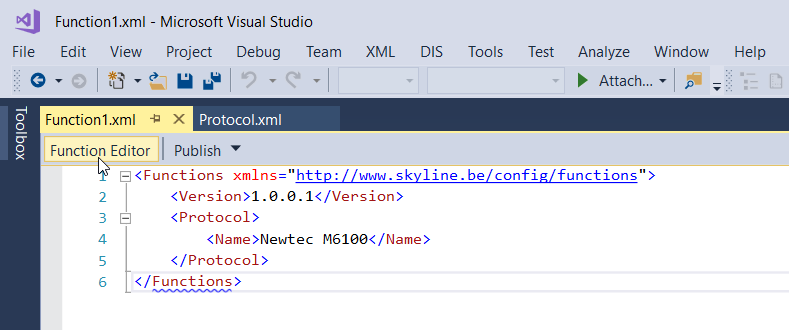 Function1.xml - Microsoft Visual Studio
File Edit View Project Debug Team XML DIS Tools Test Analyze Window Help
Attach...
Toolbox
Function1.xml Protocol.xml
Function Editor Publish
1 <Functions xmlns="http://www.skyline.be/config/functions">
2 <Version>1.0.0.1</Version>
3 <Protocol>
4 <Name>Newtec M6100</Name>
5 </Protocol>
6 </Functions>